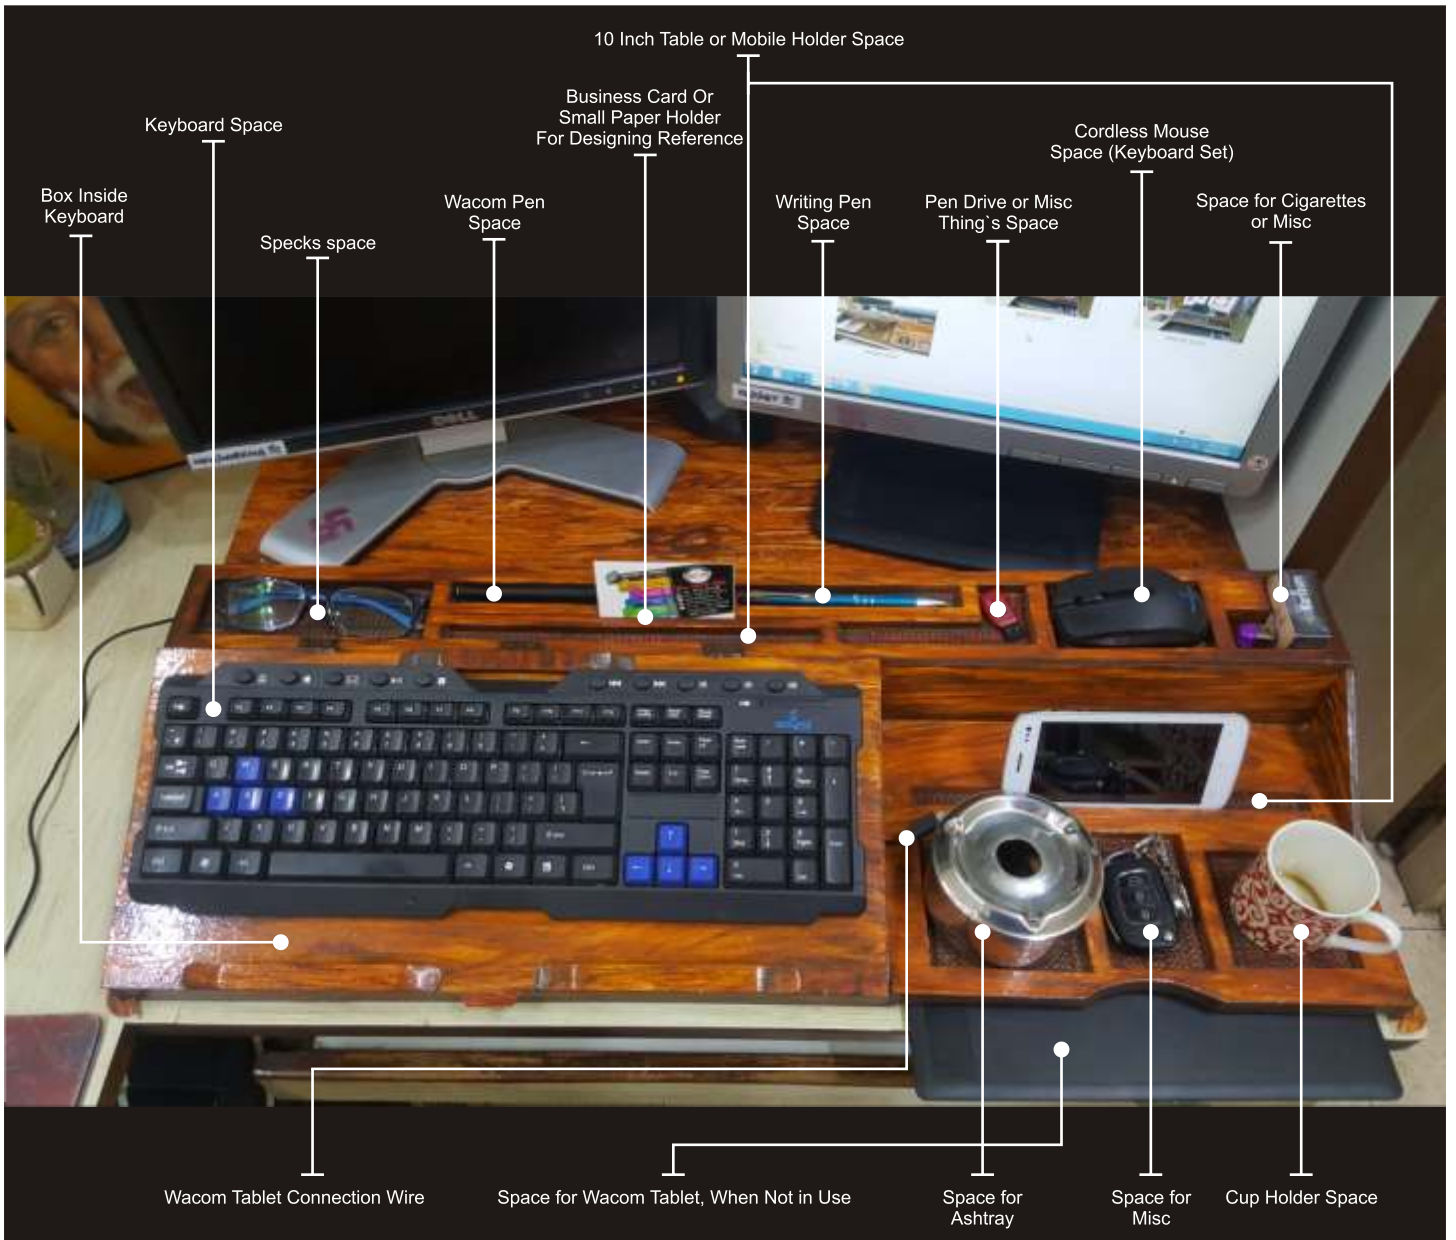 10 Inch Table or Mobile Holder Space
Business Card Or
Small Paper Holder
For Designing Reference
Keyboard Space
Cordless Mouse
Space (Keyboard Set)
Box Inside
Keyboard
Wacom Pen
Space
Writing Pen
Space
Pen Drive or Misc
Thing`s Space
Space for Cigarettes
or Misc
Specks space
DELL
Wacom Tablet Connection Wire
Space for Wacom Tablet, When Not in Use
Space for
Ashtray
Space for
Misc
Cup Holder Space